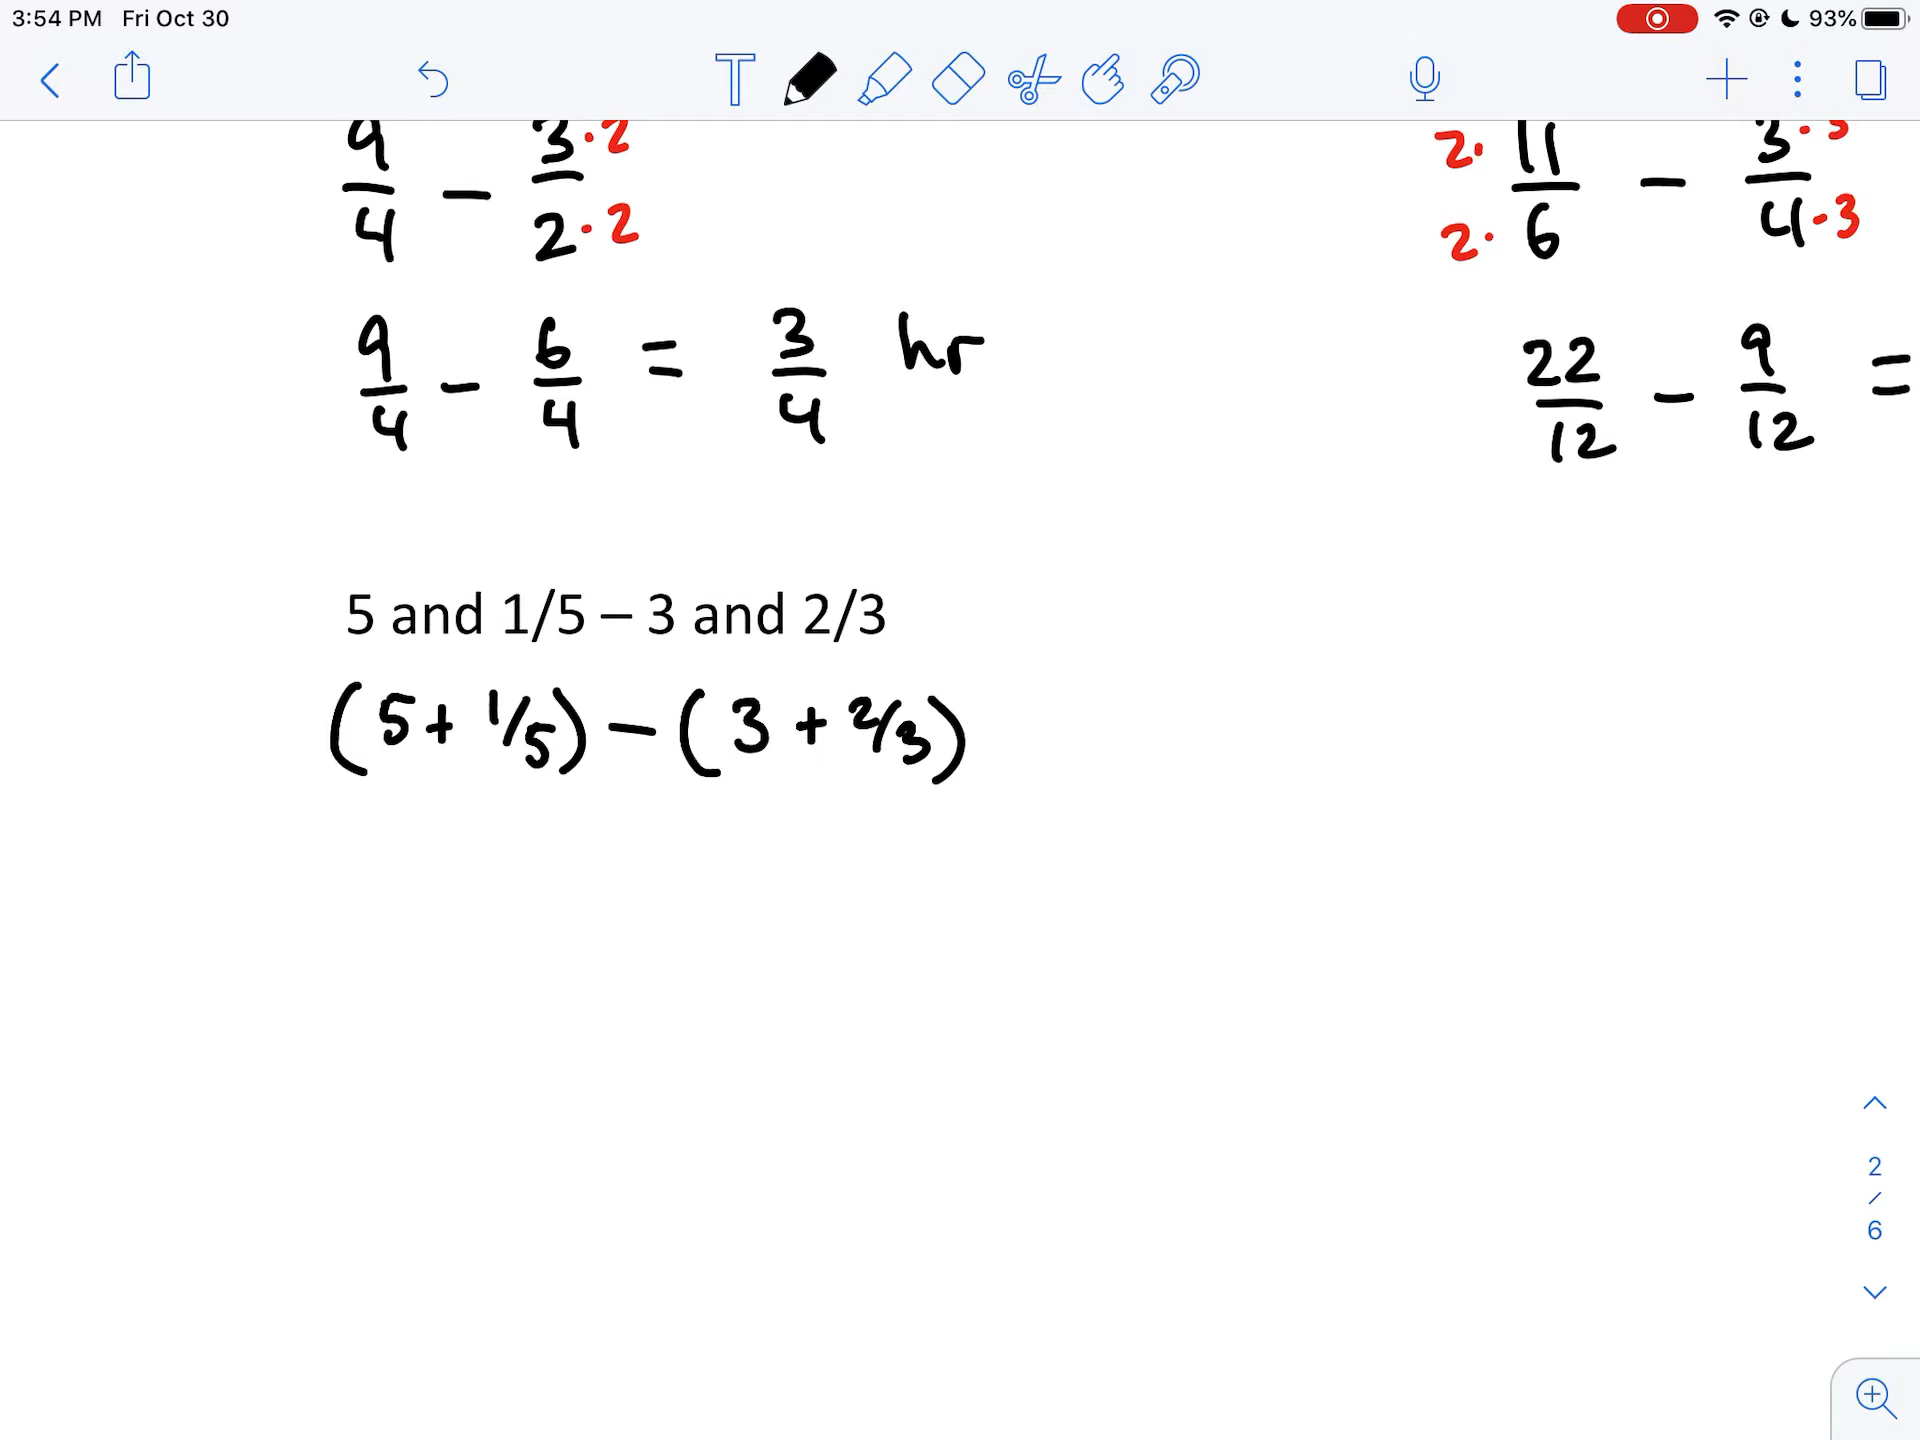 3:54 PM Fri Oct 30
93%
T
9/4 - 3·2/2·2
2·11/2·6 - 3·3/4·3
9/4 - 6/4 = 3/4 hr
22/12 - 9/12 =
5 and 1/5 – 3 and 2/3
(5 + 1/5) - (3 + 2/3)
2
/
6